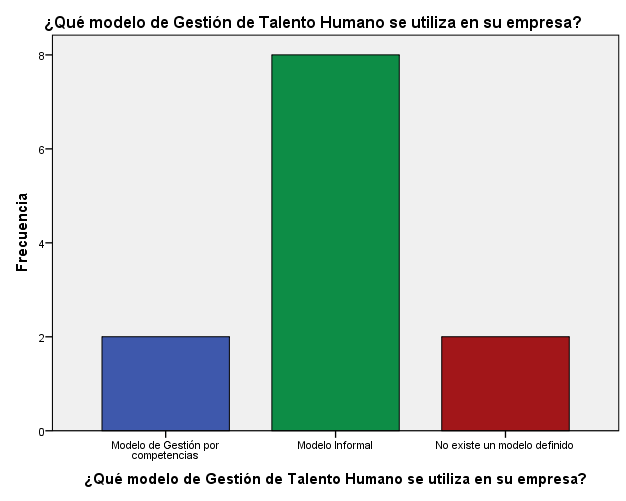 ¿Qué modelo de Gestión de Talento Humano se utiliza en su empresa?
Frecuencia
8
6
4
2
0
Modelo de Gestión por
competencias
Modelo Informal
No existe un modelo definido
¿Qué modelo de Gestión de Talento Humano se utiliza en su empresa?